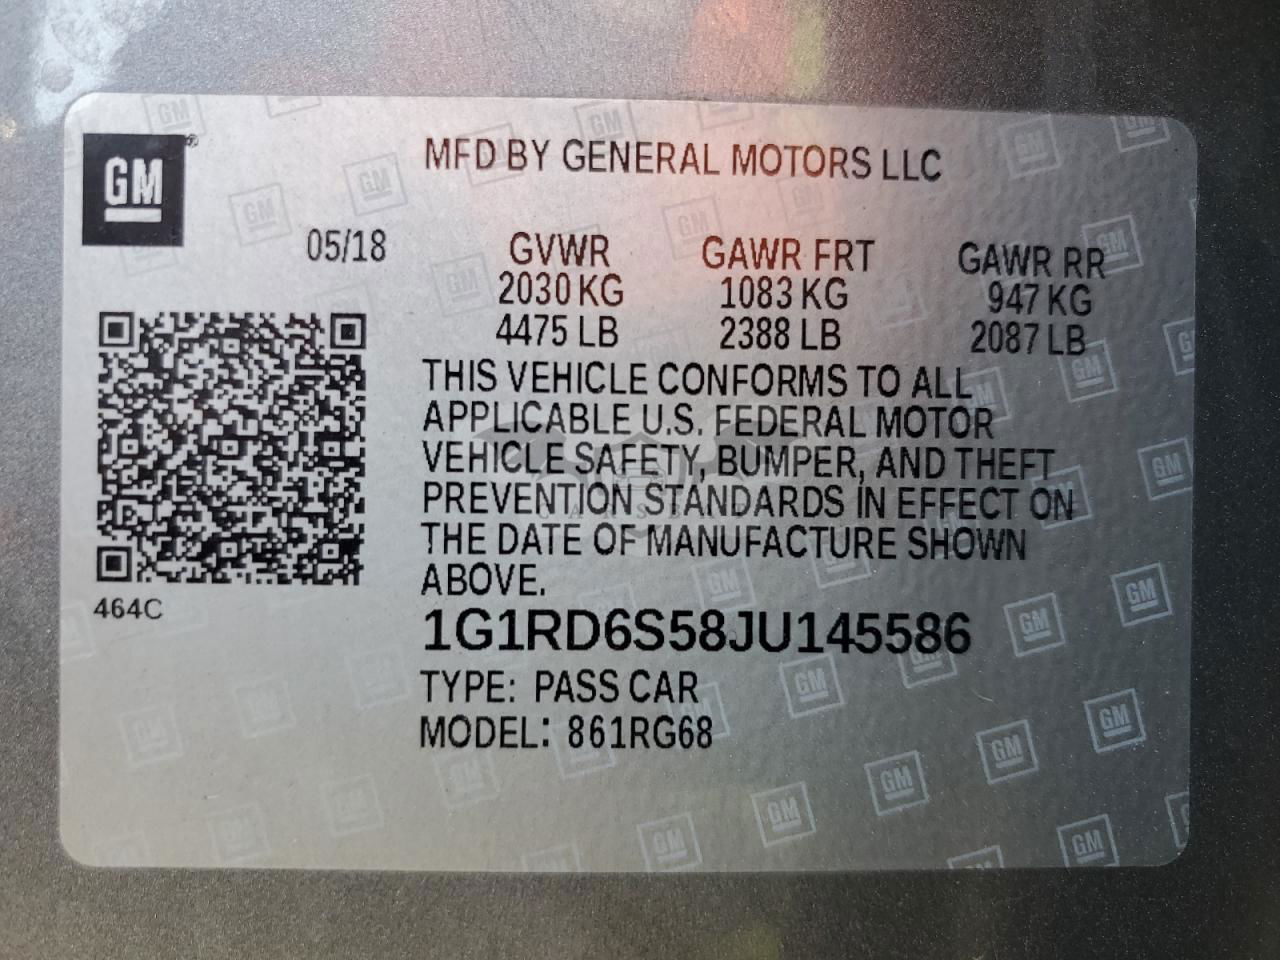 GM
MFD BY GENERAL MOTORS LLC
05/18
GVWR GAWR FRT GAWR RR
2030 KG 1083 KG 947 KG
4475 LB 2388 LB 2087 LB
THIS VEHICLE CONFORMS TO ALL
APPLICABLE U.S. FEDERAL MOTOR
VEHICLE SAFETY, BUMPER, AND THEFT
PREVENTION STANDARDS IN EFFECT ON
THE DATE OF MANUFACTURE SHOWN
ABOVE.
464C
1G1RD6S58JU145586
TYPE: PASS CAR
MODEL: 861RG68